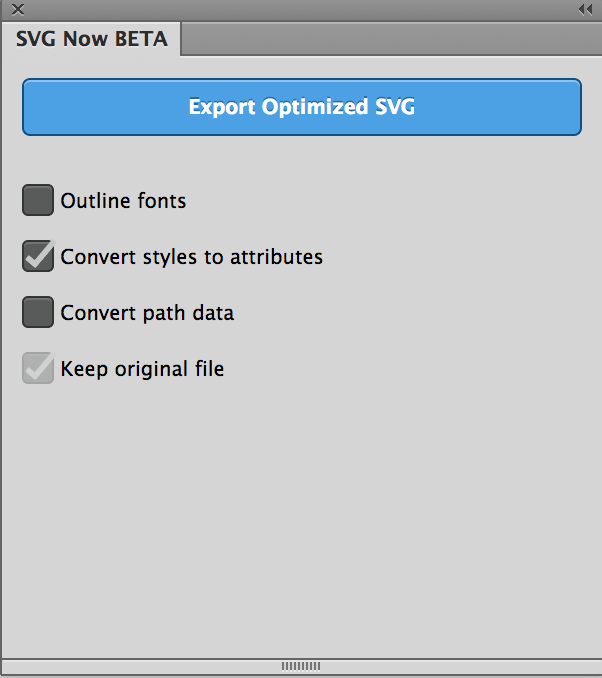 SVG Now BETA
Export Optimized SVG
Outline fonts
Convert styles to attributes
Convert path data
Keep original file